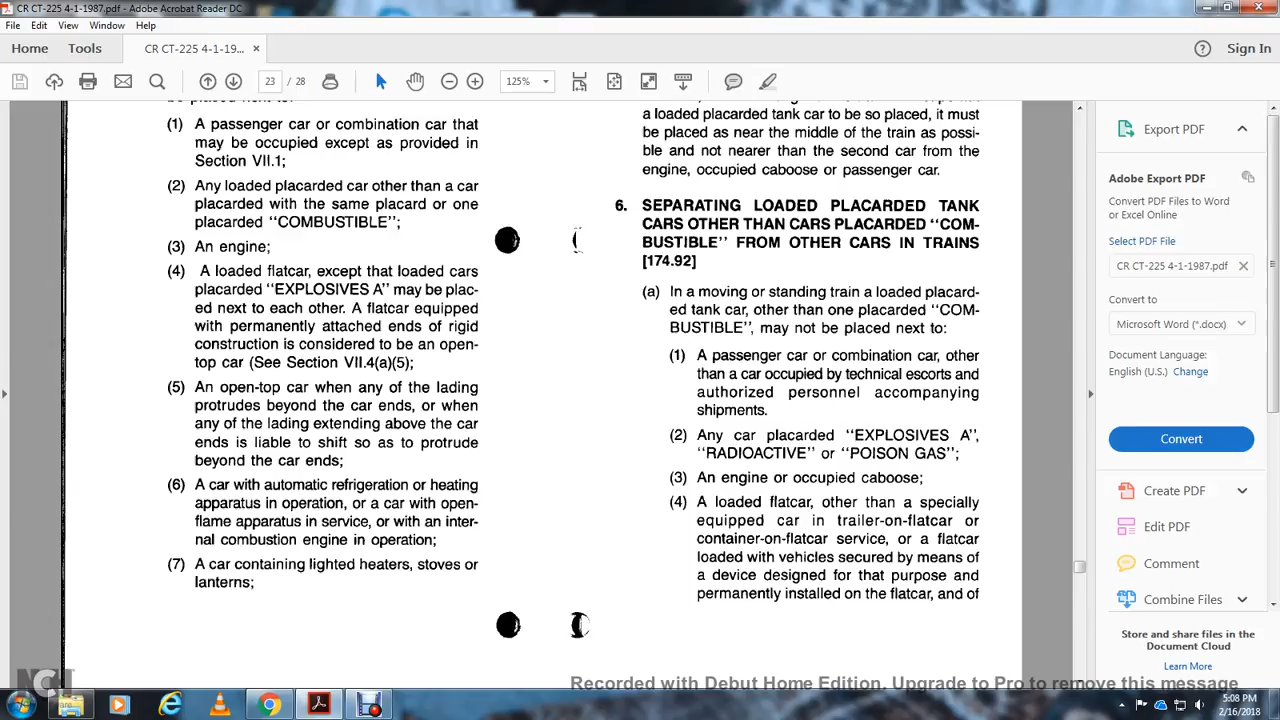 CR CT-225 4-1-1987.pdf - Adobe Acrobat Reader DC
File Edit View Window Help
Home Tools CR CT-225 4-1-19... × Sign In
23 / 28 125%
be placed next to:
(1) A passenger car or combination car that
may be occupied except as provided in
Section VII.1;
(2) Any loaded placarded car other than a car
placarded with the same placard or one
placarded “COMBUSTIBLE”;
(3) An engine;
(4) A loaded flatcar, except that loaded cars
placarded “EXPLOSIVES A” may be plac-
ed next to each other. A flatcar equipped
with permanently attached ends of rigid
construction is considered to be an open-
top car (See Section VII.4(a)(5);
(5) An open-top car when any of the lading
protrudes beyond the car ends, or when
any of the lading extending above the car
ends is liable to shift so as to protrude
beyond the car ends;
(6) A car with automatic refrigeration or heating
apparatus in operation, or a car with open-
flame apparatus in service, or with an inter-
nal combustion engine in operation;
(7) A car containing lighted heaters, stoves or
lanterns;
a loaded placarded tank car to be so placed, it must
be placed as near the middle of the train as possi-
ble and not nearer than the second car from the
engine, occupied caboose or passenger car.
6. SEPARATING LOADED PLACARDED TANK
CARS OTHER THAN CARS PLACARDED “COM-
BUSTIBLE” FROM OTHER CARS IN TRAINS
[174.92]
(a) In a moving or standing train a loaded placard-
ed tank car, other than one placarded “COM-
BUSTIBLE”, may not be placed next to:
(1) A passenger car or combination car, other
than a car occupied by technical escorts and
authorized personnel accompanying
shipments.
(2) Any car placarded “EXPLOSIVES A”,
“RADIOACTIVE” or “POISON GAS”;
(3) An engine or occupied caboose;
(4) A loaded flatcar, other than a specially
equipped car in trailer-on-flatcar or
container-on-flatcar service, or a flatcar
loaded with vehicles secured by means of
a device designed for that purpose and
permanently installed on the flatcar, and of
Export PDF
Adobe Export PDF
Convert PDF Files to Word
or Excel Online
Select PDF File
CR CT-225 4-1-1987.pdf
Convert to
Microsoft Word (*.docx)
Document Language:
English (U.S.) Change
Convert
Create PDF
Edit PDF
Comment
Combine Files
Store and share files in the
Document Cloud
Learn More
NCH
Recorded with Debut Home Edition. Upgrade to Pro to remove this message
5:08 PM
2/16/2018